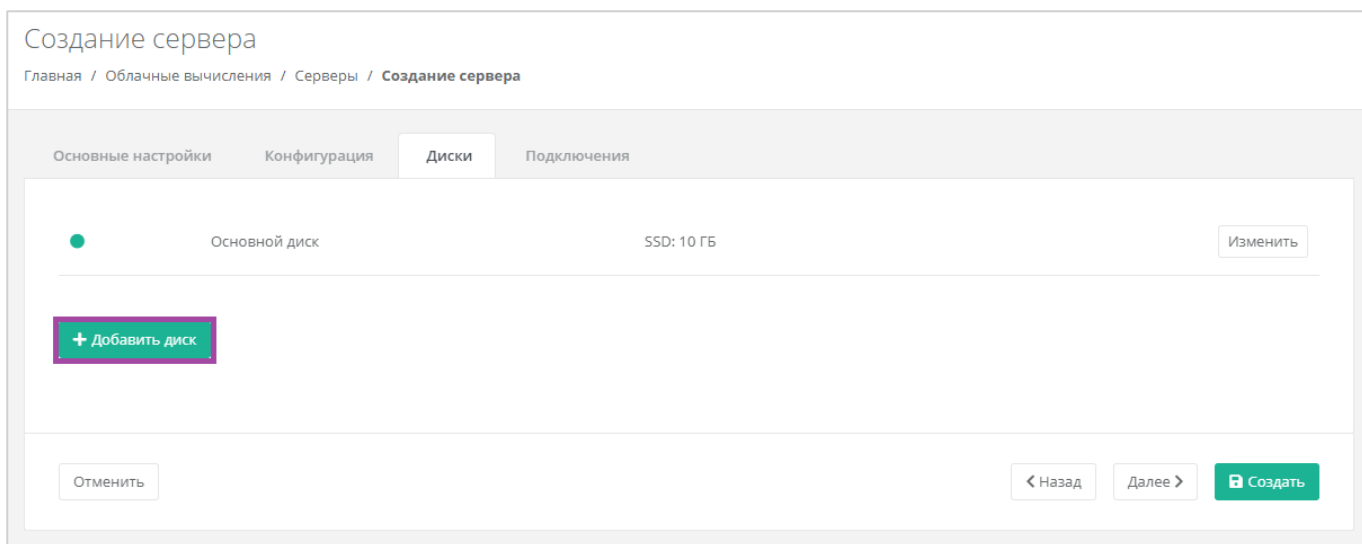 Создание сервера
Главная / Облачные вычисления / Серверы / Создание сервера
Основные настройки Конфигурация Диски Подключения
Основной диск SSD: 10 ГБ Изменить
Добавить диск
Отменить Назад Далее Создать